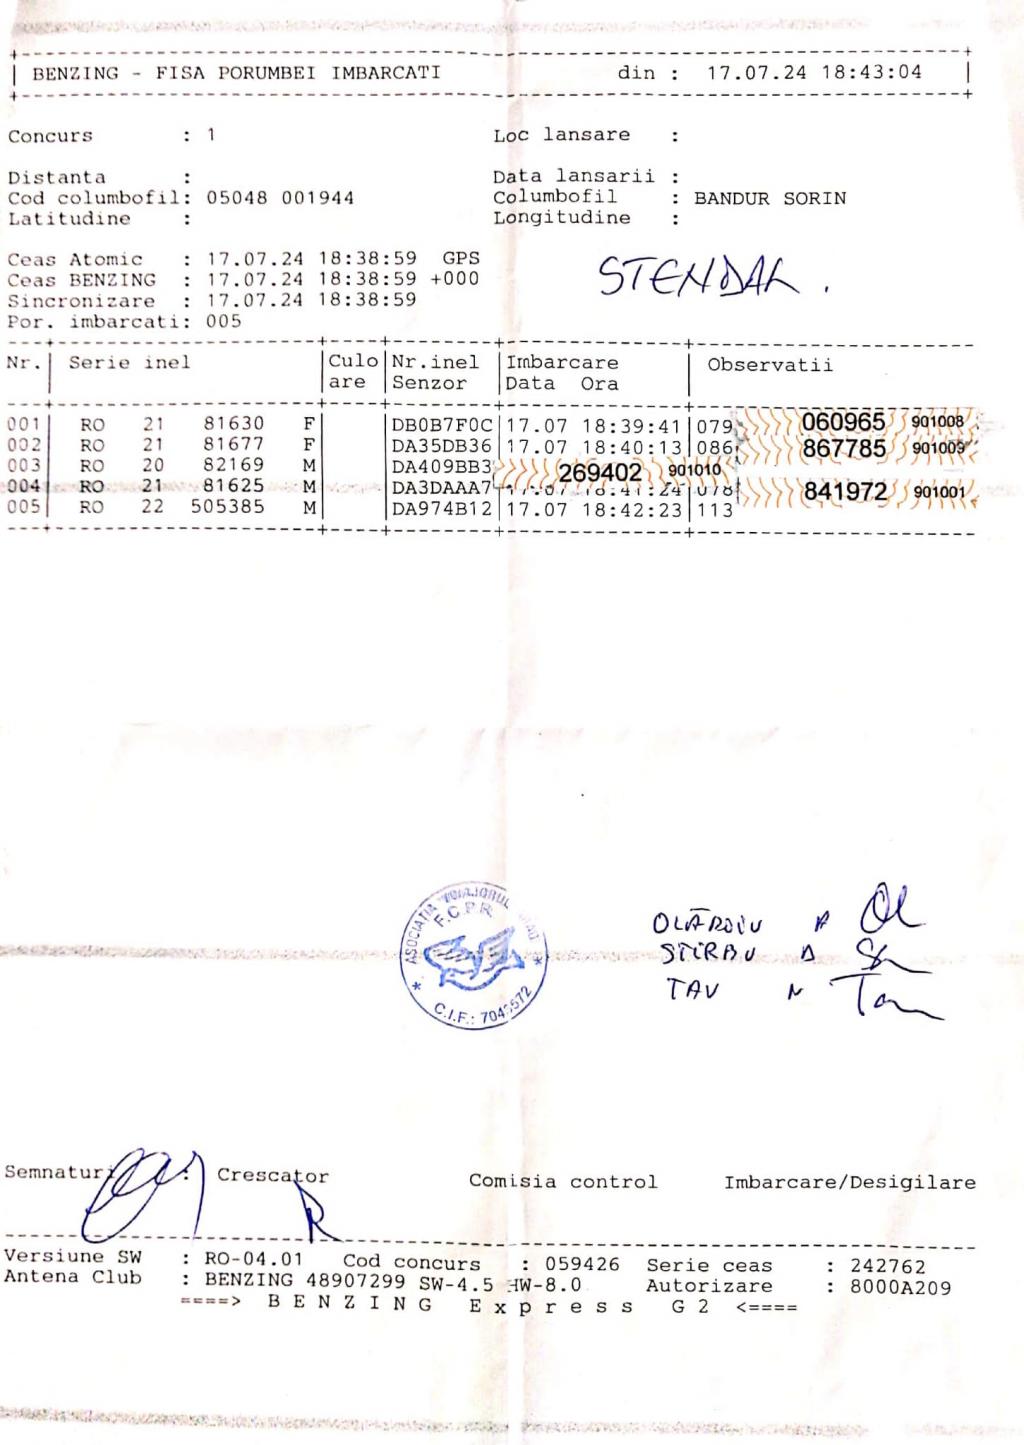 BENZING - FISA PORUMBEI IMBARCATI din : 17.07.24 18:43:04
Concurs : 1 Loc lansare :
Distanta : Data lansarii :
Cod columbofil: 05048 001944 Columbofil : BANDUR SORIN
Latitudine : Longitudine :
Ceas Atomic : 17.07.24 18:38:59 GPS
Ceas BENZING : 17.07.24 18:38:59 +000
STENDAL.
Sincronizare : 17.07.24 18:38:59
Por. imbarcati: 005
Nr. Serie inel Culo Nr.inel Imbarcare Observatii
are Senzor Data Ora
001 RO 21 81630 F DB0B7F0C 17.07 18:39:41 079 060965 901008
002 RO 21 81677 F DA35DB36 17.07 18:40:13 086 867785 901009
003 RO 20 82169 M DA409BB3 269402 901010
004 RO 21 81625 M DA3DAAA7 17.07 18:41:24 078 841972 901001
005 RO 22 505385 M DA974B12 17.07 18:42:23 113
ASOCIATIA
F.C.P.R.
C.I.F.:
STIRBU
TAV N
Semnaturi : Crescator Comisia control Imbarcare/Desigilare
Versiune SW : RO-04.01 Cod concurs : 059426 Serie ceas : 242762
Antena Club : BENZING 48907299 SW-4.5 HW-8.0 Autorizare : 8000A209
====> B E N Z I N G E x p r e s s G 2 <====